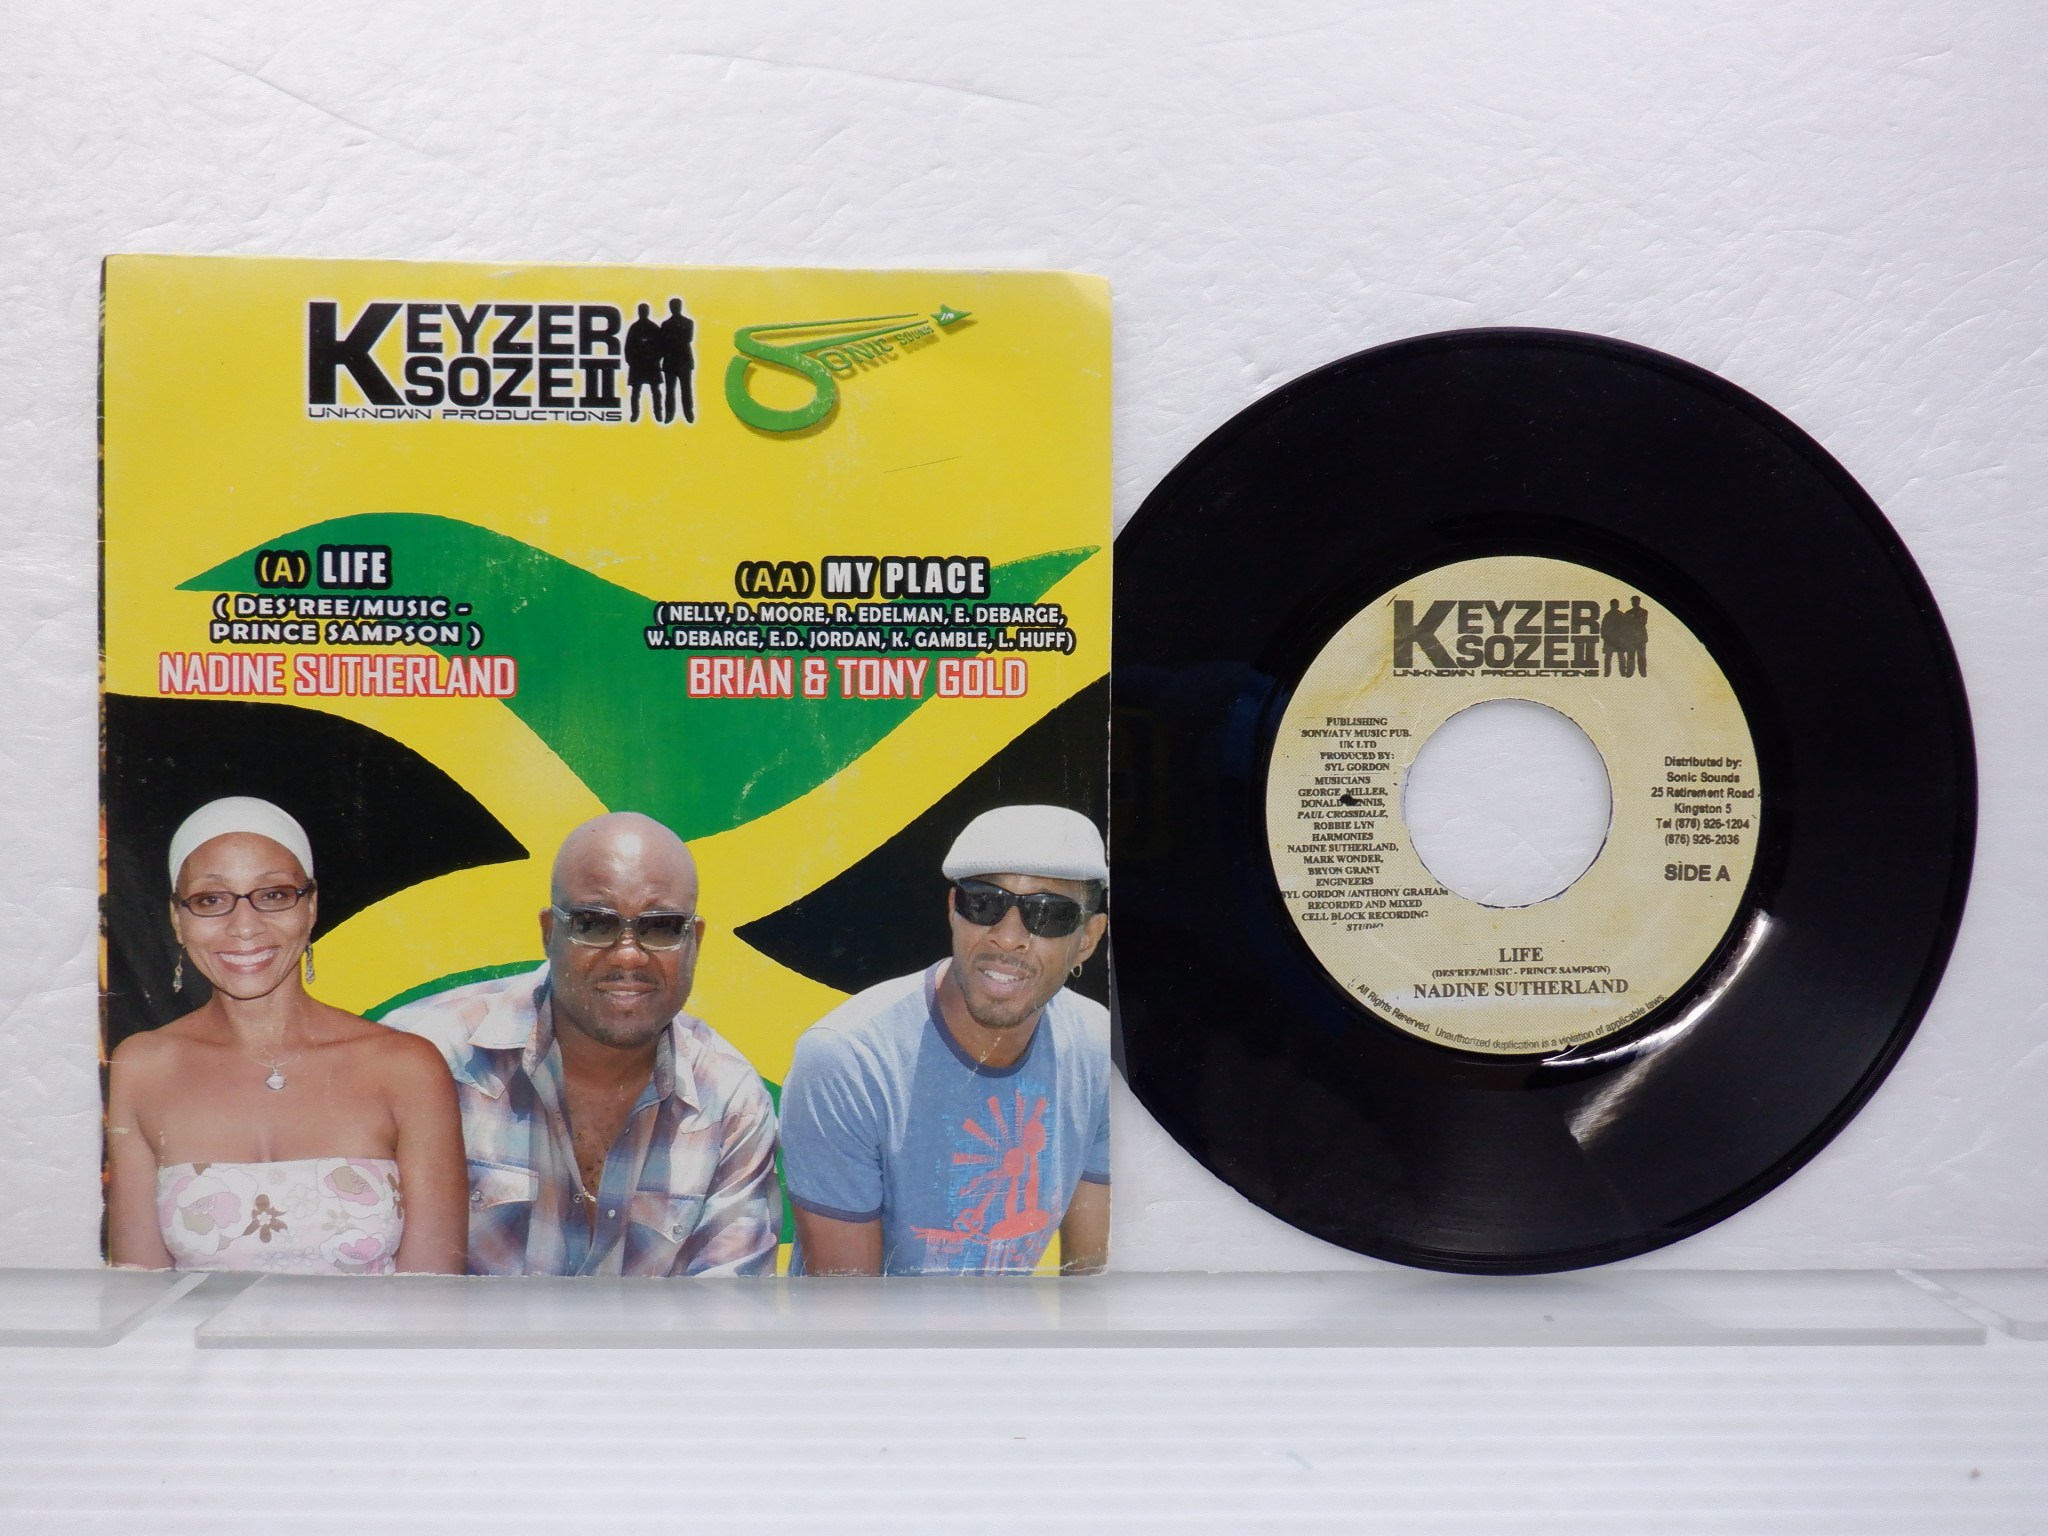 KEYZER
SOZE II
UNKNOWN PRODUCTIONS
SONIC SOUNDS
(A) LIFE
( DES'REE/MUSIC -
PRINCE SAMPSON )
NADINE SUTHERLAND
(AA) MY PLACE
( NELLY, D. MOORE, R. EDELMAN, E. DEBARGE,
W. DEBARGE, E.D. JORDAN, K. GAMBLE, L. HUFF)
BRIAN & TONY GOLD
KEYZER
SOZE II
UNKNOWN PRODUCTIONS
PUBLISHING
SONY/ATV MUSIC PUB.
UK LTD
PRODUCED BY:
SYL GORDON
MUSICIANS
GEORGE MILLER,
DONALD DENNIS,
PAUL CROSSDALE,
ROBBIE LYN
HARMONIES
NADINE SUTHERLAND,
MARK WONDER,
BRYON GRANT
ENGINEERS
SYL GORDON /ANTHONY GRAHAM
RECORDED AND MIXED
CELL BLOCK RECORDING
STUDIO
Distributed by:
Sonic Sounds
25 Retirement Road
Kingston 5
Tel (876) 926-1204
(876) 926-2036
SIDE A
LIFE
(DES'REE/MUSIC - PRINCE SAMPSON)
NADINE SUTHERLAND
All Rights Reserved. Unauthorized duplication is a violation of applicable laws.